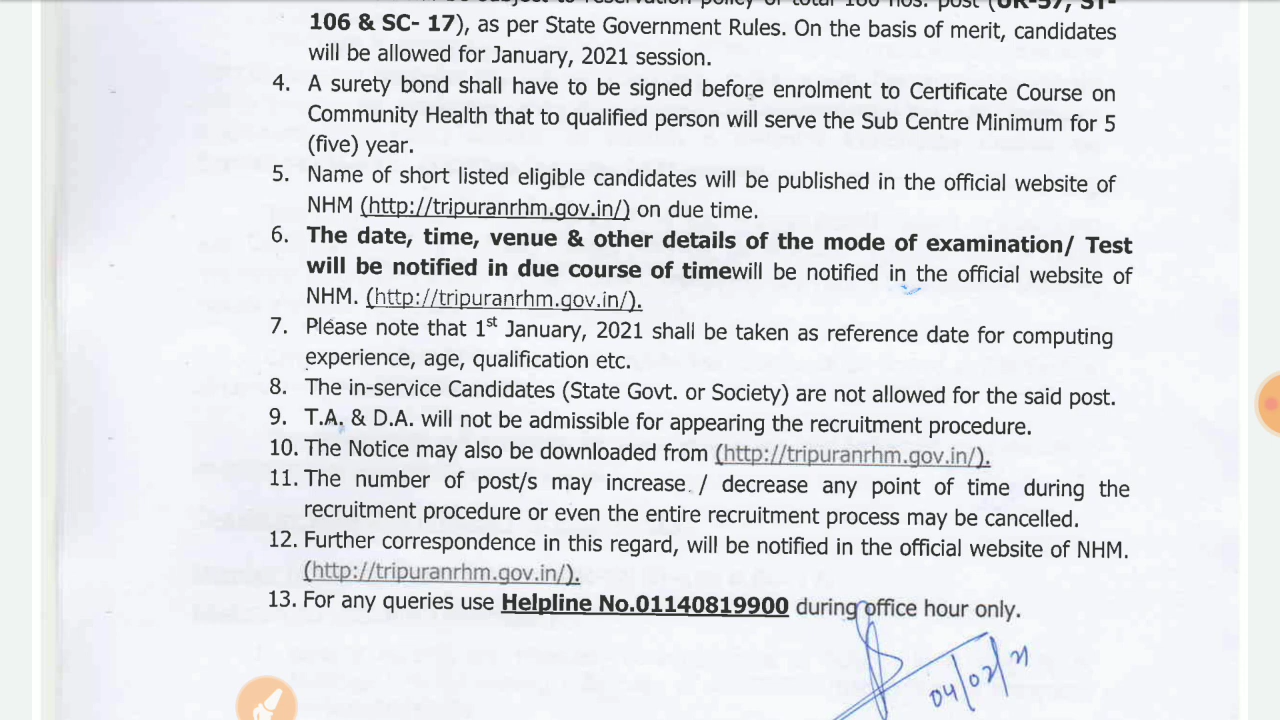 106 & SC- 17), as per State Government Rules. On the basis of merit, candidates
will be allowed for January, 2021 session.
4. A surety bond shall have to be signed before enrolment to Certificate Course on
Community Health that to qualified person will serve the Sub Centre Minimum for 5
(five) year.
5. Name of short listed eligible candidates will be published in the official website of
NHM (http://tripuranrhm.gov.in/) on due time.
6. The date, time, venue & other details of the mode of examination/ Test
will be notified in due course of timewill be notified in the official website of
NHM. (http://tripuranrhm.gov.in/).
7. Please note that 1st January, 2021 shall be taken as reference date for computing
experience, age, qualification etc.
8. The in-service Candidates (State Govt. or Society) are not allowed for the said post.
9. T.A. & D.A. will not be admissible for appearing the recruitment procedure.
10. The Notice may also be downloaded from (http://tripuranrhm.gov.in/).
11. The number of post/s may increase / decrease any point of time during the
recruitment procedure or even the entire recruitment process may be cancelled.
12. Further correspondence in this regard, will be notified in the official website of NHM.
(http://tripuranrhm.gov.in/).
13. For any queries use Helpline No.01140819900 during office hour only.
04/02/21